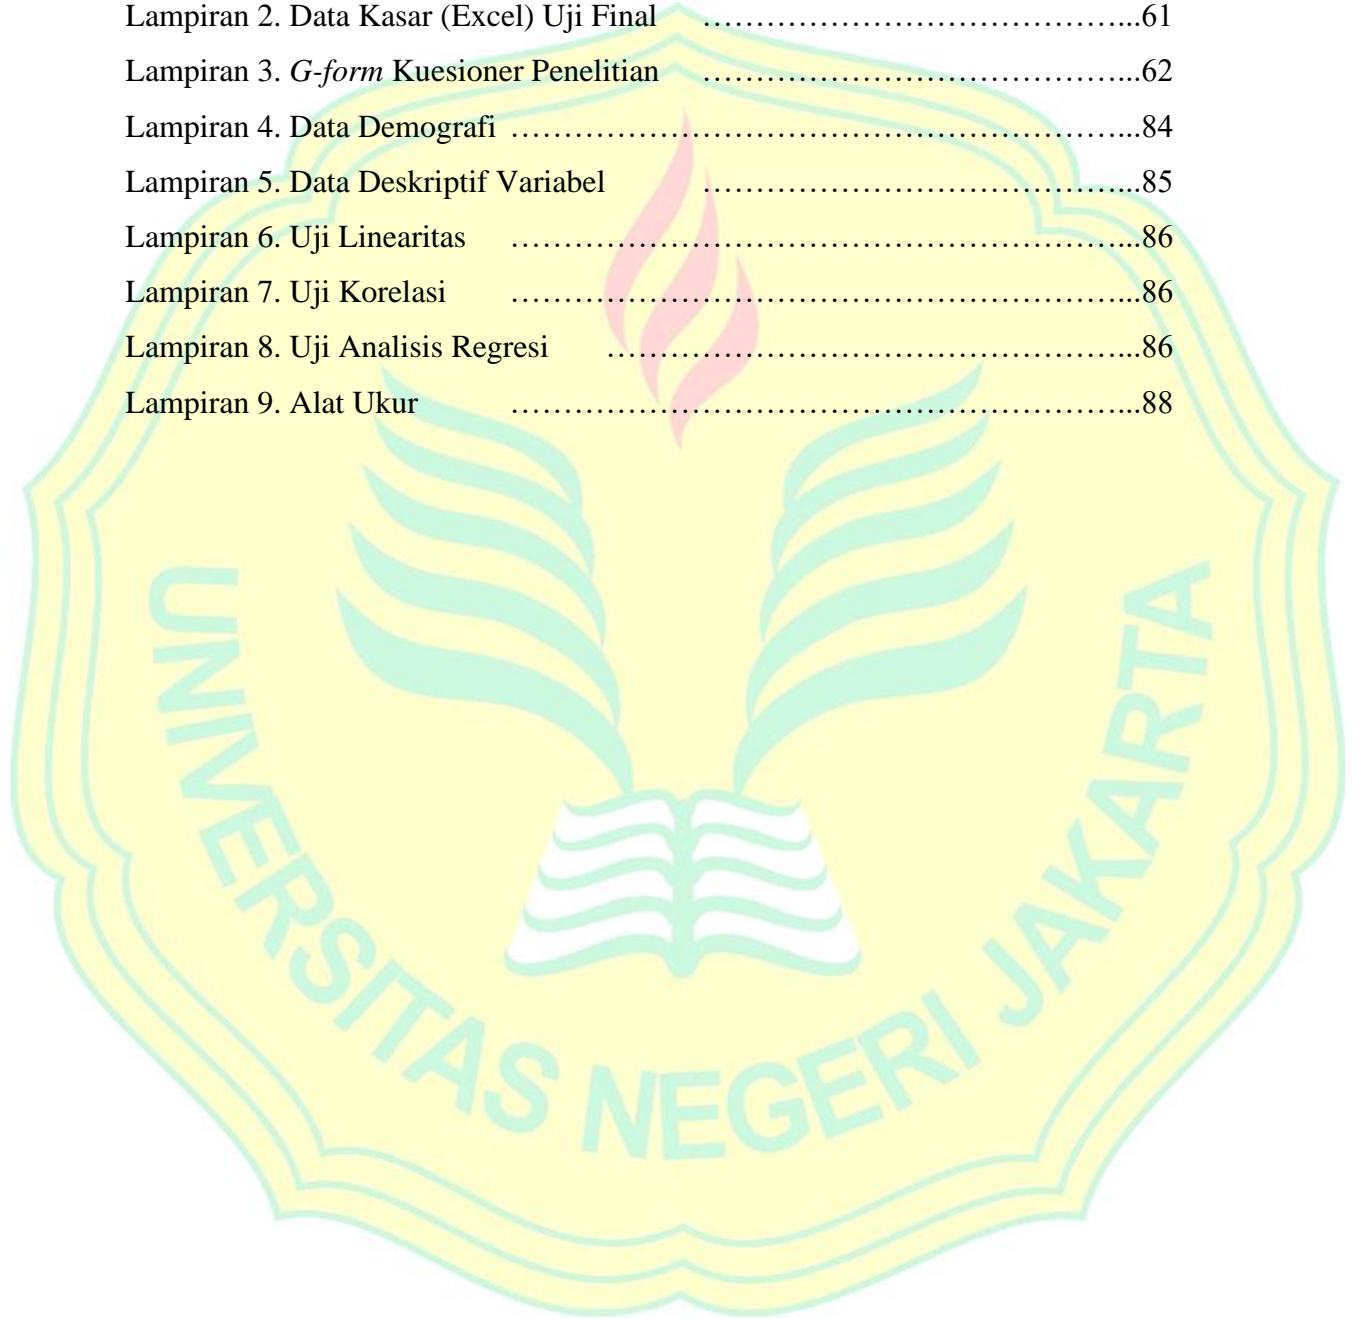 Lampiran 2. Data Kasar (Excel) Uji Final …………………………………...61
Lampiran 3. G-form Kuesioner Penelitian …………………………………...62
Lampiran 4. Data Demografi …………………………………………………...84
Lampiran 5. Data Deskriptif Variabel …………………………………...85
Lampiran 6. Uji Linearitas …………………………………………………...86
Lampiran 7. Uji Korelasi …………………………………………………...86
Lampiran 8. Uji Analisis Regresi …………………………………………...86
Lampiran 9. Alat Ukur …………………………………………………...88
UNIVERSITAS NEGERI JAKARTA